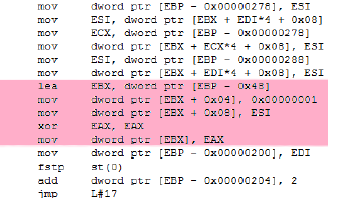 mov dword ptr [EBP - 0x00000278], ESI
mov ESI, dword ptr [EBX + EDI*4 + 0x08]
mov ECX, dword ptr [EBP - 0x00000278]
mov dword ptr [EBX + ECX*4 + 0x08], ESI
mov ESI, dword ptr [EBP - 0x00000288]
mov dword ptr [EBX + EDI*4 + 0x08], ESI
lea EBX, dword ptr [EBP - 0x48]
mov dword ptr [EBX + 0x04], 0x00000001
mov dword ptr [EBX + 0x08], ESI
xor EAX, EAX
mov dword ptr [EBX], EAX
mov dword ptr [EBP - 0x00000200], EDI
fstp st(0)
add dword ptr [EBP - 0x00000204], 2
jmp L#17